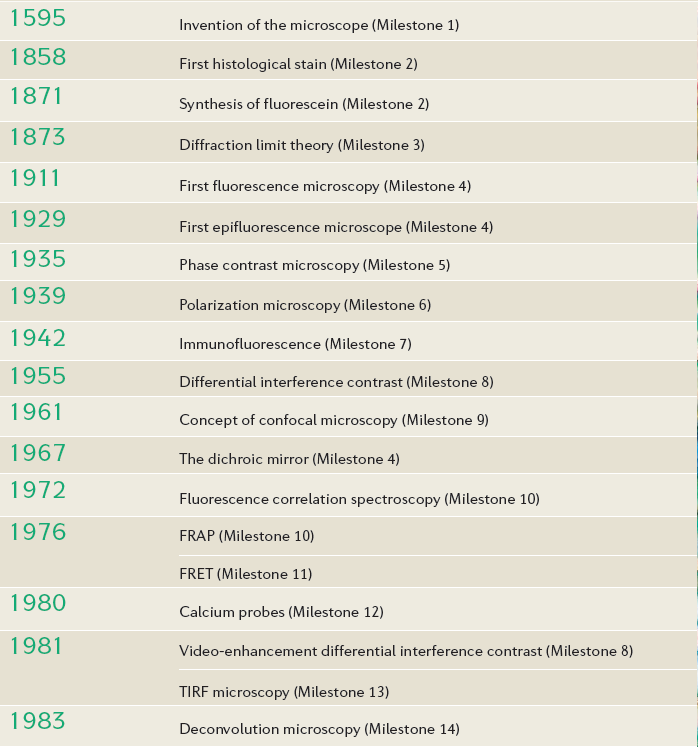 1595 Invention of the microscope (Milestone 1)
1858 First histological stain (Milestone 2)
1871 Synthesis of fluorescein (Milestone 2)
1873 Diffraction limit theory (Milestone 3)
1911 First fluorescence microscopy (Milestone 4)
1929 First epifluorescence microscope (Milestone 4)
1935 Phase contrast microscopy (Milestone 5)
1939 Polarization microscopy (Milestone 6)
1942 Immunofluorescence (Milestone 7)
1955 Differential interference contrast (Milestone 8)
1961 Concept of confocal microscopy (Milestone 9)
1967 The dichroic mirror (Milestone 4)
1972 Fluorescence correlation spectroscopy (Milestone 10)
1976 FRAP (Milestone 10)
FRET (Milestone 11)
1980 Calcium probes (Milestone 12)
1981 Video-enhancement differential interference contrast (Milestone 8)
TIRF microscopy (Milestone 13)
1983 Deconvolution microscopy (Milestone 14)